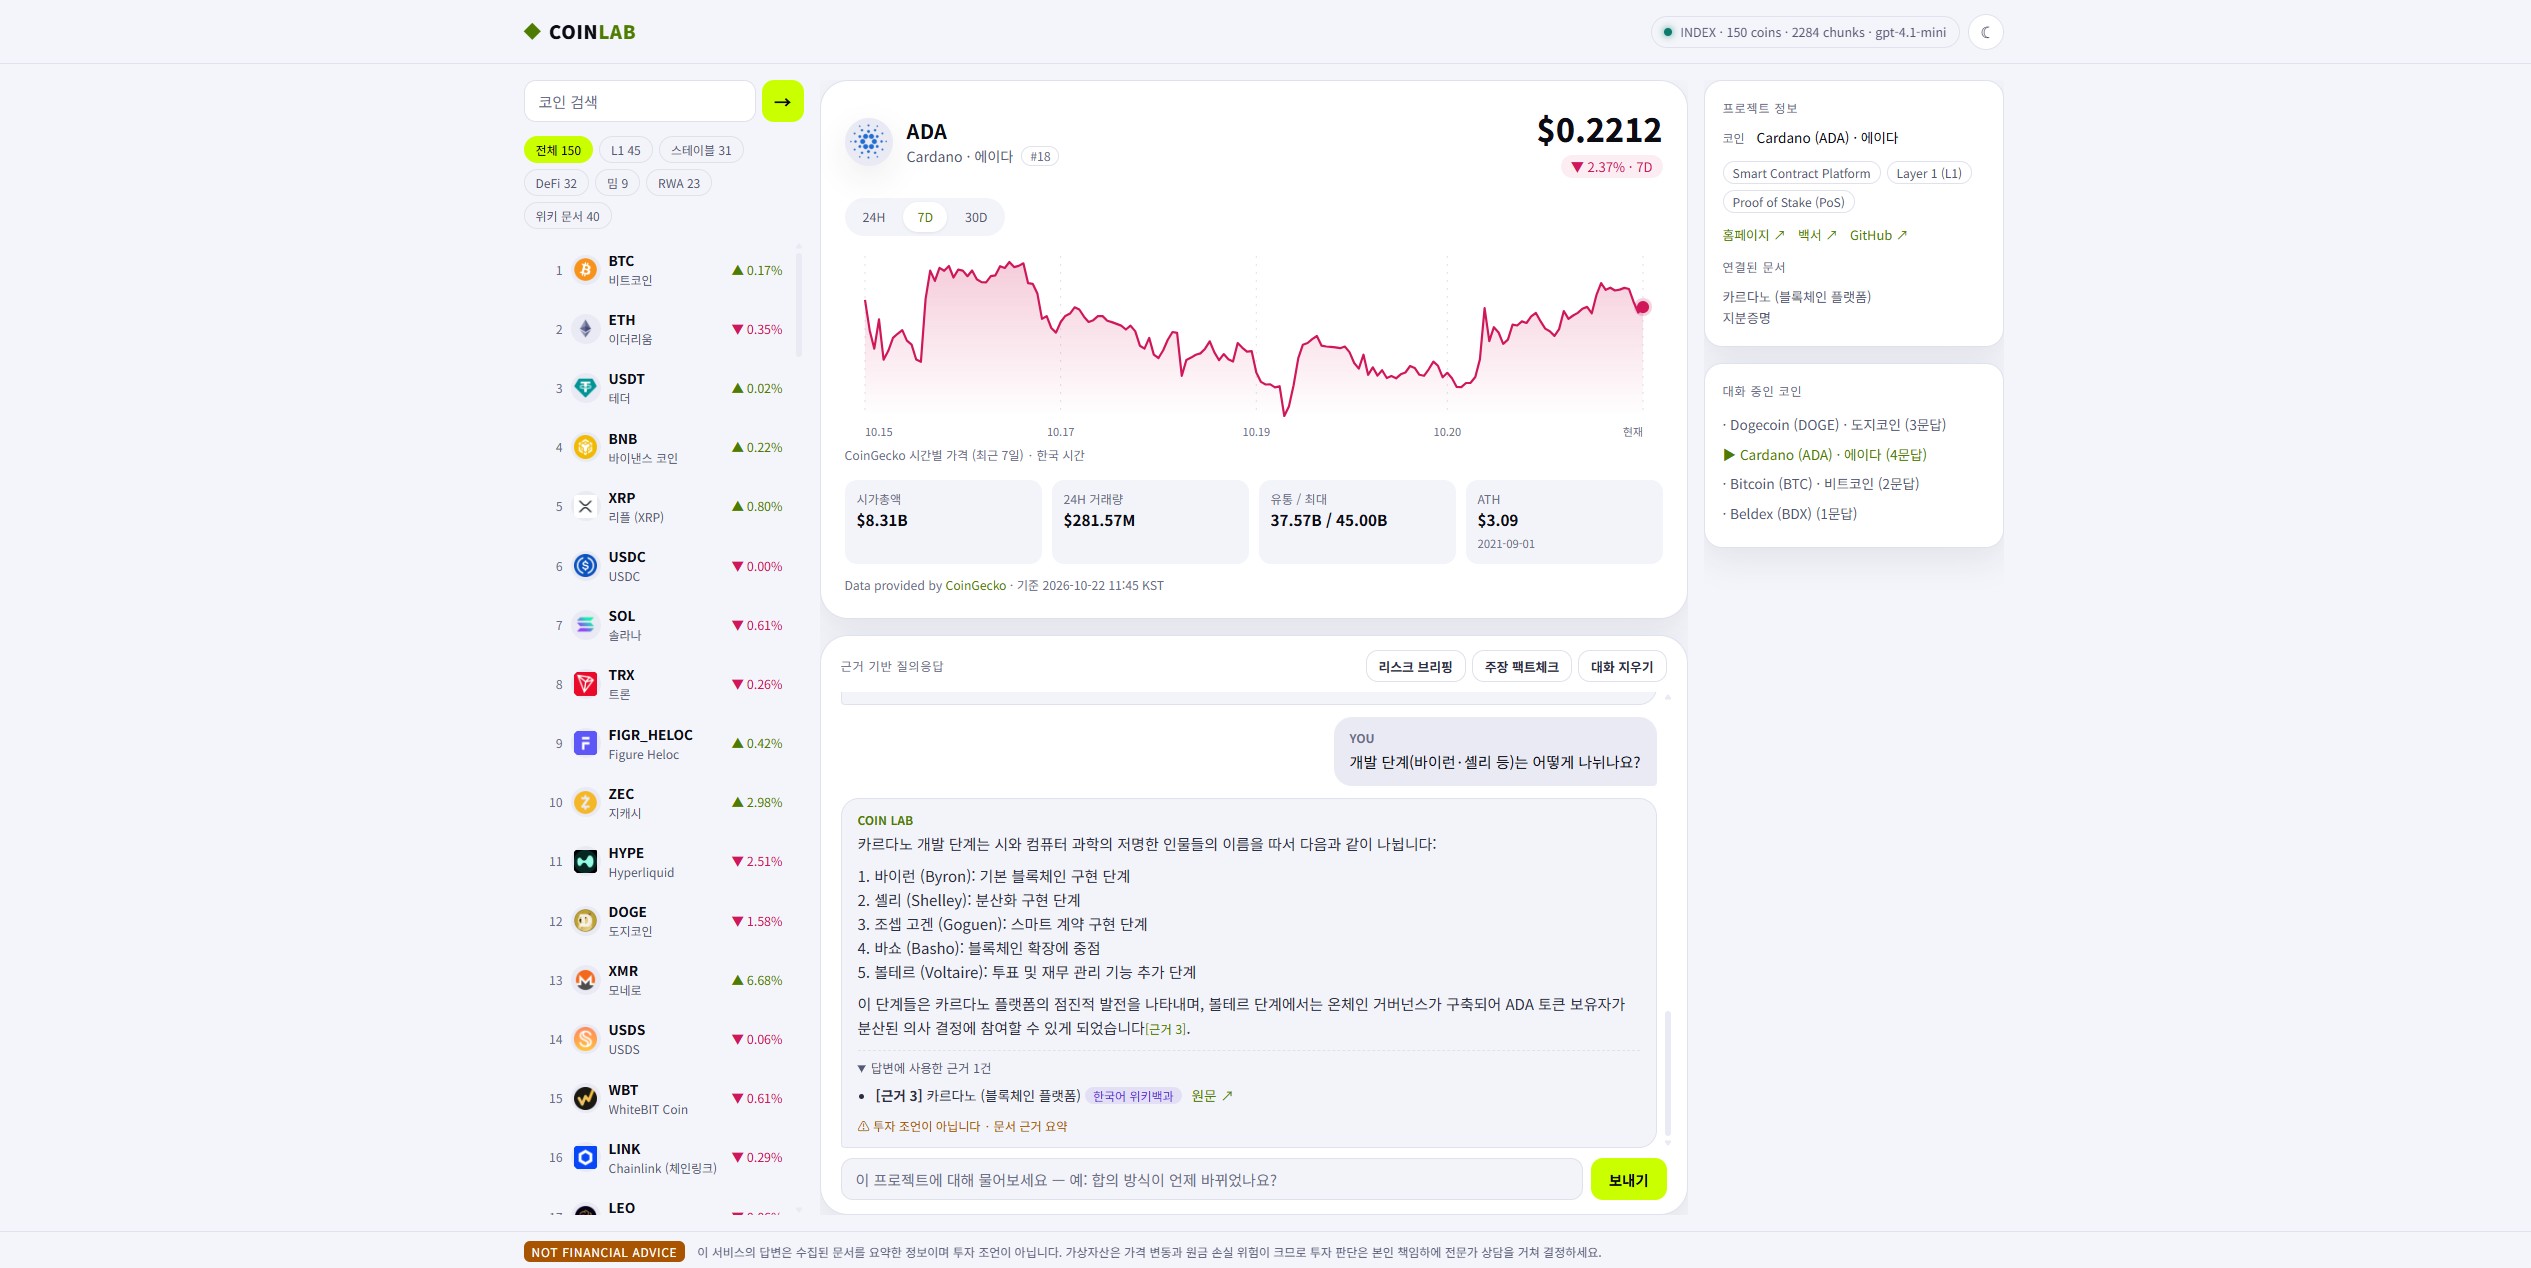 COINLAB
INDEX · 150 coins · 2284 chunks · gpt-4.1-mini
코인 검색
→
전체 150
L1 45
스테이블 31
DeFi 32
밈 9
RWA 23
위키 문서 40
1 BTC ▲ 0.17%
비트코인
2 ETH ▼ 0.35%
이더리움
3 USDT ▲ 0.02%
테더
4 BNB ▲ 0.22%
바이낸스 코인
5 XRP ▲ 0.80%
리플 (XRP)
6 USDC ▼ 0.00%
USDC
7 SOL ▼ 0.61%
솔라나
8 TRX ▼ 0.26%
트론
9 FIGR_HELOC ▲ 0.42%
Figure Heloc
10 ZEC ▲ 2.98%
지캐시
11 HYPE ▼ 2.51%
Hyperliquid
12 DOGE ▼ 1.58%
도지코인
13 XMR ▲ 6.68%
모네로
14 USDS ▼ 0.06%
USDS
15 WBT ▼ 0.61%
WhiteBIT Coin
16 LINK ▼ 0.29%
Chainlink (체인링크)
LEO
ADA
Cardano · 에이다 #18
$0.2212
▼ 2.37% · 7D
24H 7D 30D
10.15 10.17 10.19 10.20 현재
CoinGecko 시간별 가격 (최근 7일) · 한국 시간
시가총액
$8.31B
24H 거래량
$281.57M
유통 / 최대
37.57B / 45.00B
ATH
$3.09
2021-09-01
Data provided by CoinGecko · 기준 2026-10-22 11:45 KST
근거 기반 질의응답
리스크 브리핑
주장 팩트체크
대화 지우기
YOU
개발 단계(바이런·셸리 등)는 어떻게 나뉘나요?
COIN LAB
카르다노 개발 단계는 시와 컴퓨터 과학의 저명한 인물들의 이름을 따서 다음과 같이 나뉩니다:
1. 바이런 (Byron): 기본 블록체인 구현 단계
2. 셸리 (Shelley): 분산화 구현 단계
3. 조셉 고겐 (Goguen): 스마트 계약 구현 단계
4. 바쇼 (Basho): 블록체인 확장에 중점
5. 볼테르 (Voltaire): 투표 및 재무 관리 기능 추가 단계
이 단계들은 카르다노 플랫폼의 점진적 발전을 나타내며, 볼테르 단계에서는 온체인 거버넌스가 구축되어 ADA 토큰 보유자가
분산된 의사 결정에 참여할 수 있게 되었습니다[근거 3].
▼ 답변에 사용한 근거 1건
• [근거 3] 카르다노 (블록체인 플랫폼) 한국어 위키백과 원문 ↗
⚠ 투자 조언이 아닙니다 · 문서 근거 요약
이 프로젝트에 대해 물어보세요 — 예: 합의 방식이 언제 바뀌었나요?
보내기
프로젝트 정보
코인 Cardano (ADA) · 에이다
Smart Contract Platform
Layer 1 (L1)
Proof of Stake (PoS)
홈페이지 ↗ 백서 ↗ GitHub ↗
연결된 문서
카르다노 (블록체인 플랫폼)
지분증명
대화 중인 코인
· Dogecoin (DOGE) · 도지코인 (3문답)
▶ Cardano (ADA) · 에이다 (4문답)
· Bitcoin (BTC) · 비트코인 (2문답)
· Beldex (BDX) (1문답)
NOT FINANCIAL ADVICE
이 서비스의 답변은 수집된 문서를 요약한 정보이며 투자 조언이 아닙니다. 가상자산은 가격 변동과 원금 손실 위험이 크므로 투자 판단은 본인 책임하에 전문가 상담을 거쳐 결정하세요.